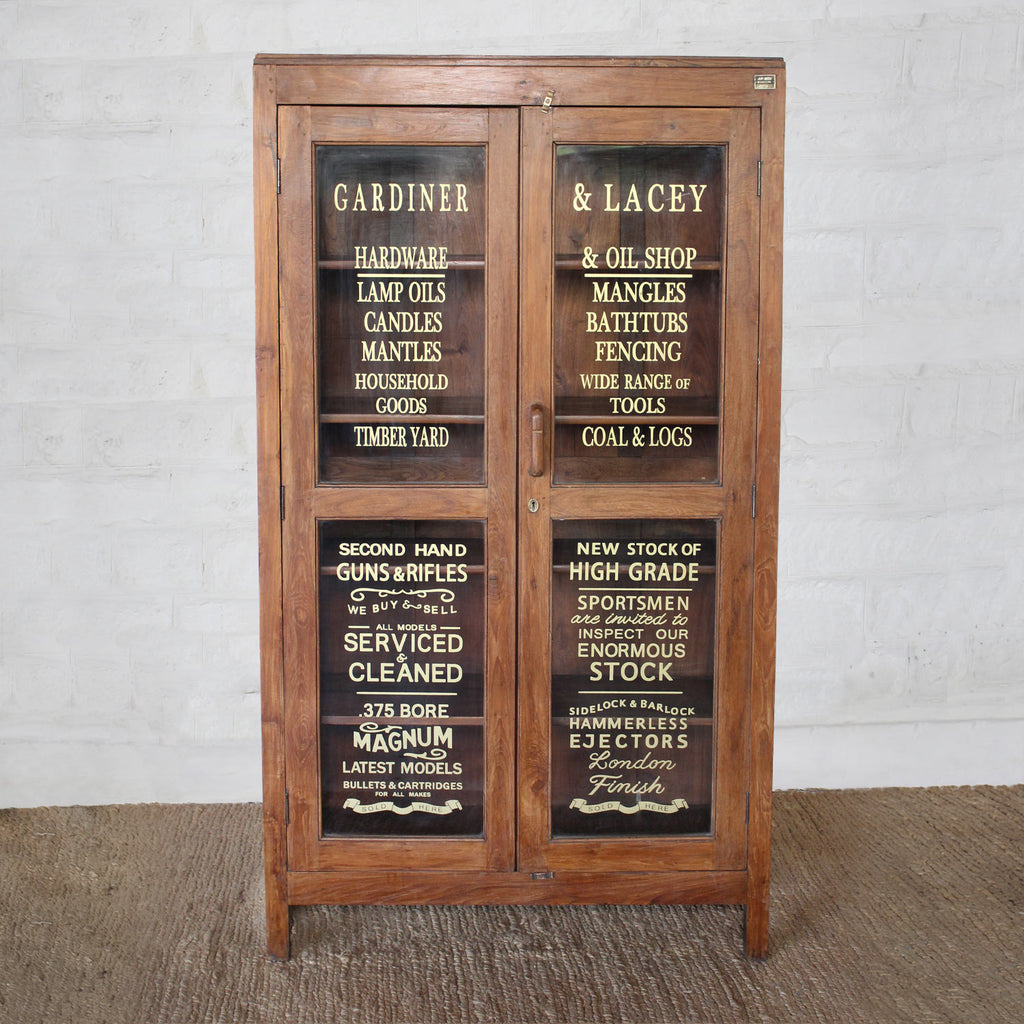 GARDINER
& LACEY
HARDWARE
LAMP OILS
CANDLES
MANTLES
HOUSEHOLD
GOODS
TIMBER YARD
& OIL SHOP
MANGLES
BATHTUBS
FENCING
WIDE RANGE OF
TOOLS
COAL & LOGS
SECOND HAND
GUNS & RIFLES
WE BUY & SELL
ALL MODELS
SERVICED
&
CLEANED
.375 BORE
MAGNUM
LATEST MODELS
BULLETS & CARTRIDGES
FOR ALL MAKES
SOLD HERE
NEW STOCK OF
HIGH GRADE
SPORTSMEN
are invited to
INSPECT OUR
ENORMOUS
STOCK
SIDELOCK & BARLOCK
HAMMERLESS
EJECTORS
London
Finish
SOLD HERE